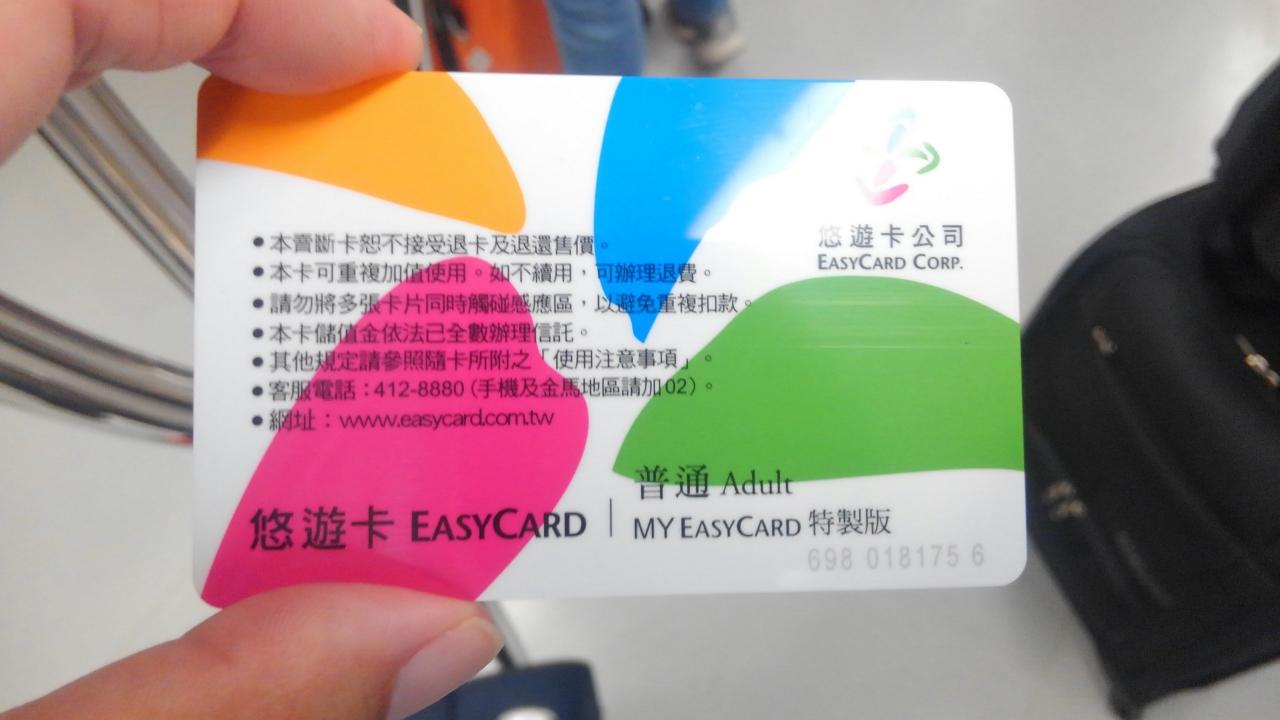 悠遊卡公司
EASYCARD CORP.
●本賣斷卡恕不接受退卡及退還售價。
●本卡可重複加值使用。如不續用，可辦理退費。
●請勿將多張卡片同時觸碰感應區，以避免重複扣款。
●本卡儲值金依法已全數辦理信託。
●其他規定請參照隨卡所附之「使用注意事項」。
●客服電話：412-8880（手機及金馬地區請加02）。
●網址：www.easycard.com.tw
悠遊卡 EASYCARD
普通 Adult
MY EASYCARD 特製版
698 018175 6